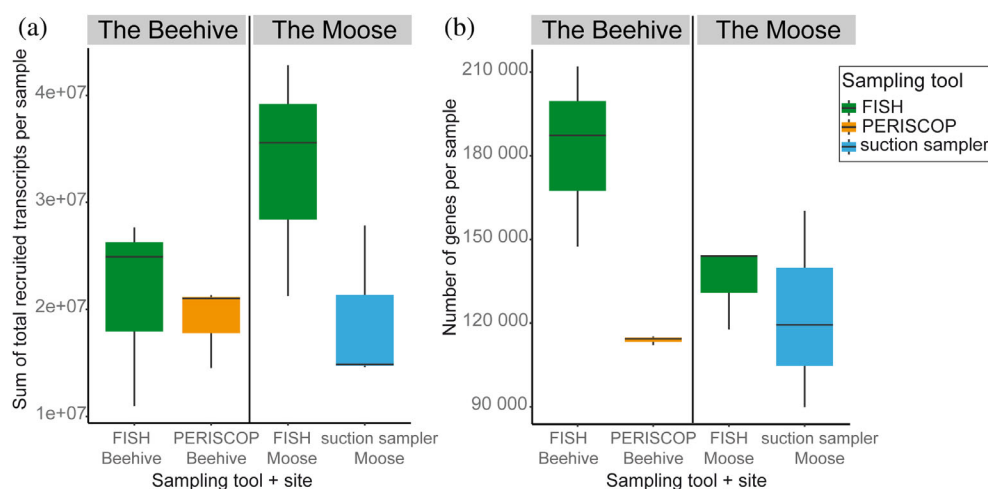 (a)
The Beehive
The Moose
Sum of total recruited transcripts per sample
4e+07
3e+07
2e+07
1e+07
FISH
Beehive
PERISCOP
Beehive
FISH
Moose
suction sampler
Moose
Sampling tool + site
(b)
The Beehive
The Moose
Number of genes per sample
210 000
180 000
150 000
120 000
90 000
FISH
Beehive
PERISCOP
Beehive
FISH
Moose
suction sampler
Moose
Sampling tool + site
Sampling tool
FISH
PERISCOP
suction sampler